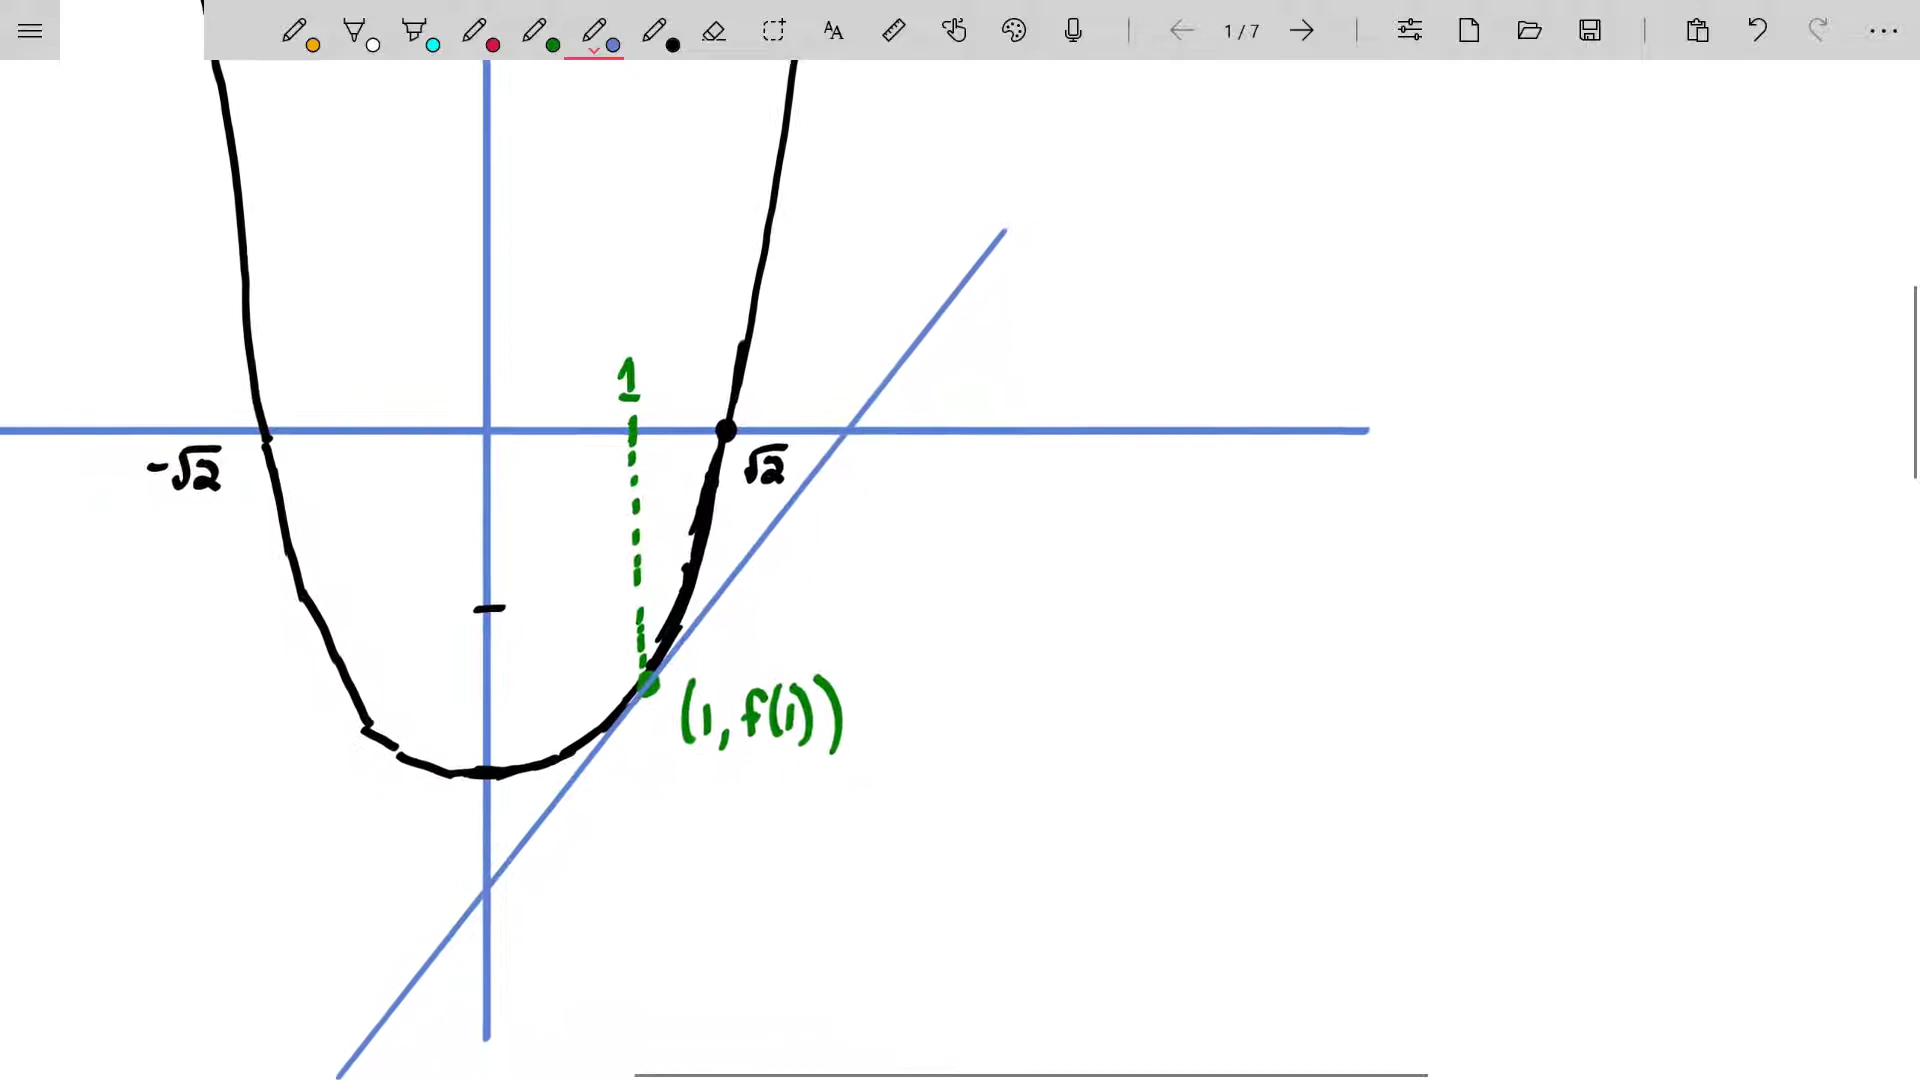 1 / 7
1
-√2
√2
(1, f(1))